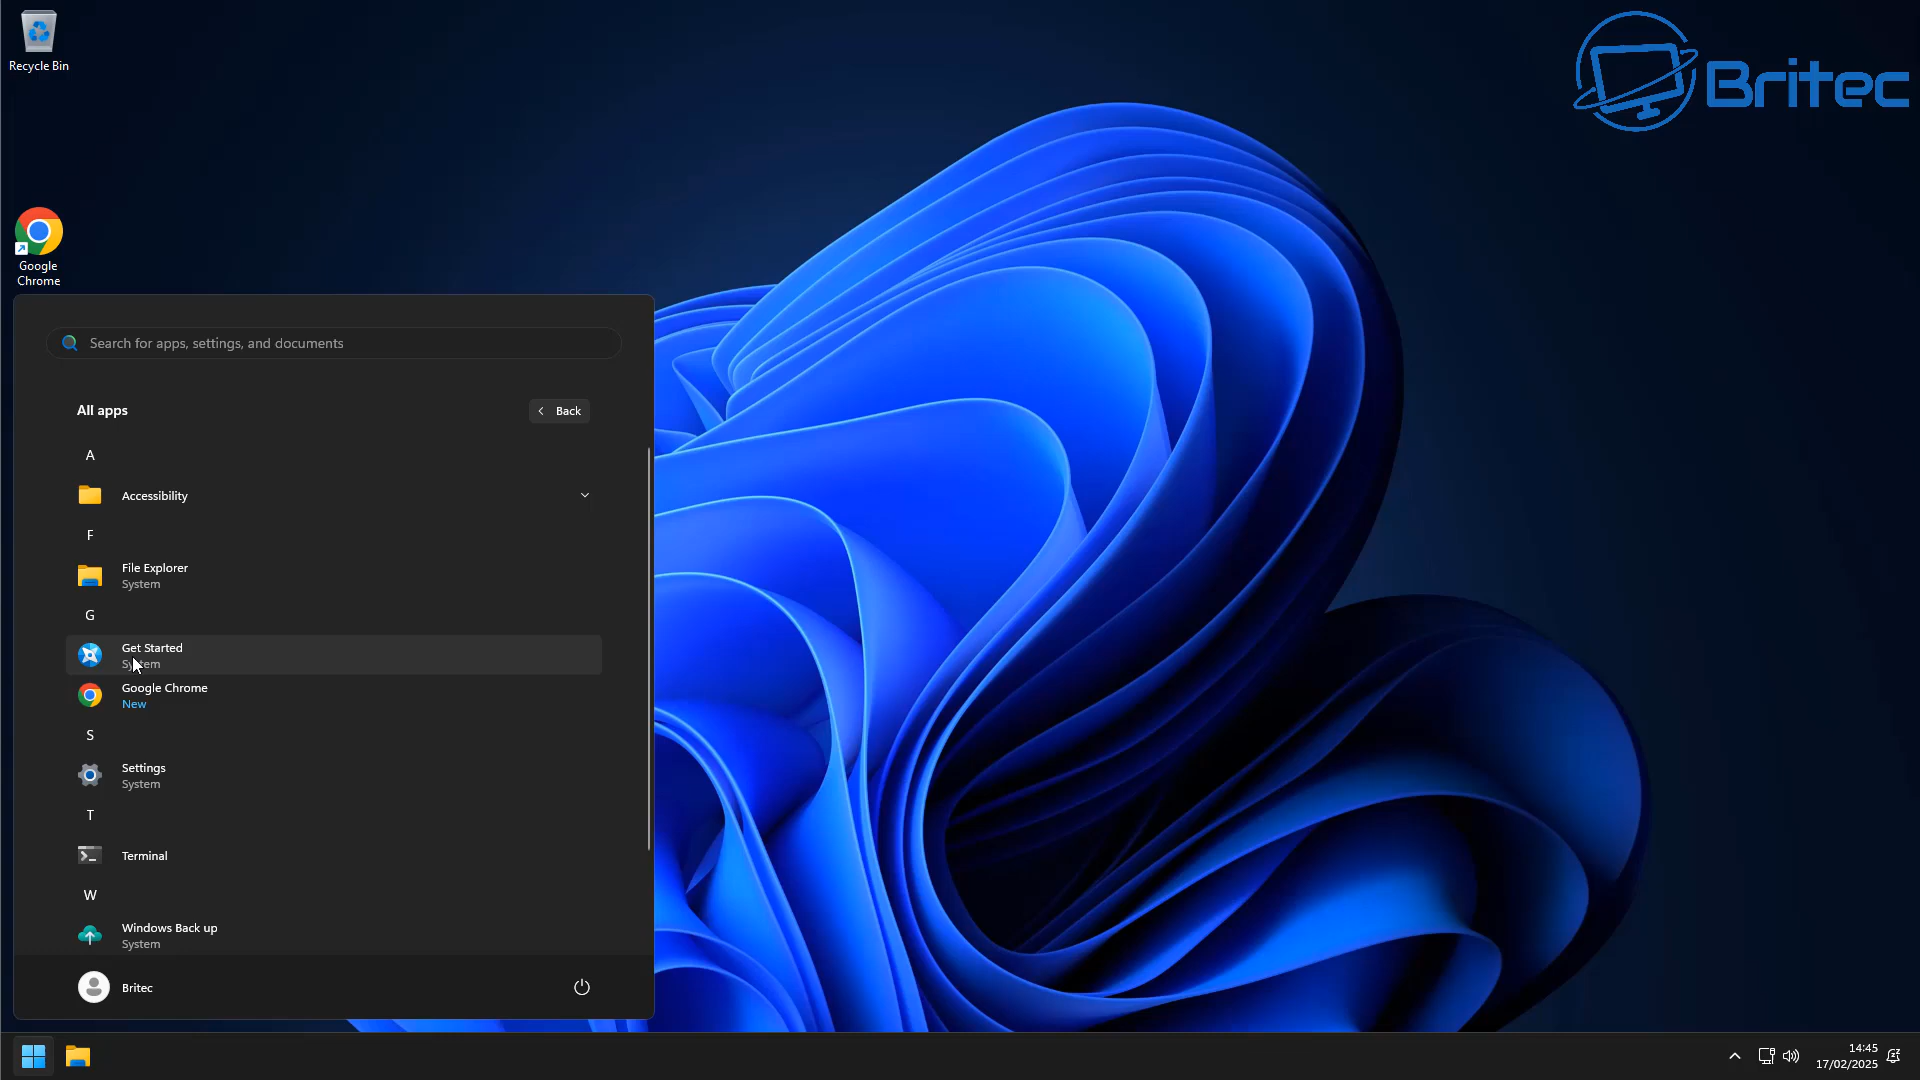 Recycle Bin
Britec
Google
Chrome
Search for apps, settings, and documents
All apps
Back
A
Accessibility
F
File Explorer
System
G
Get Started
System
Google Chrome
New
S
Settings
System
T
Terminal
W
Windows Back up
System
Britec
14:45
17/02/2025